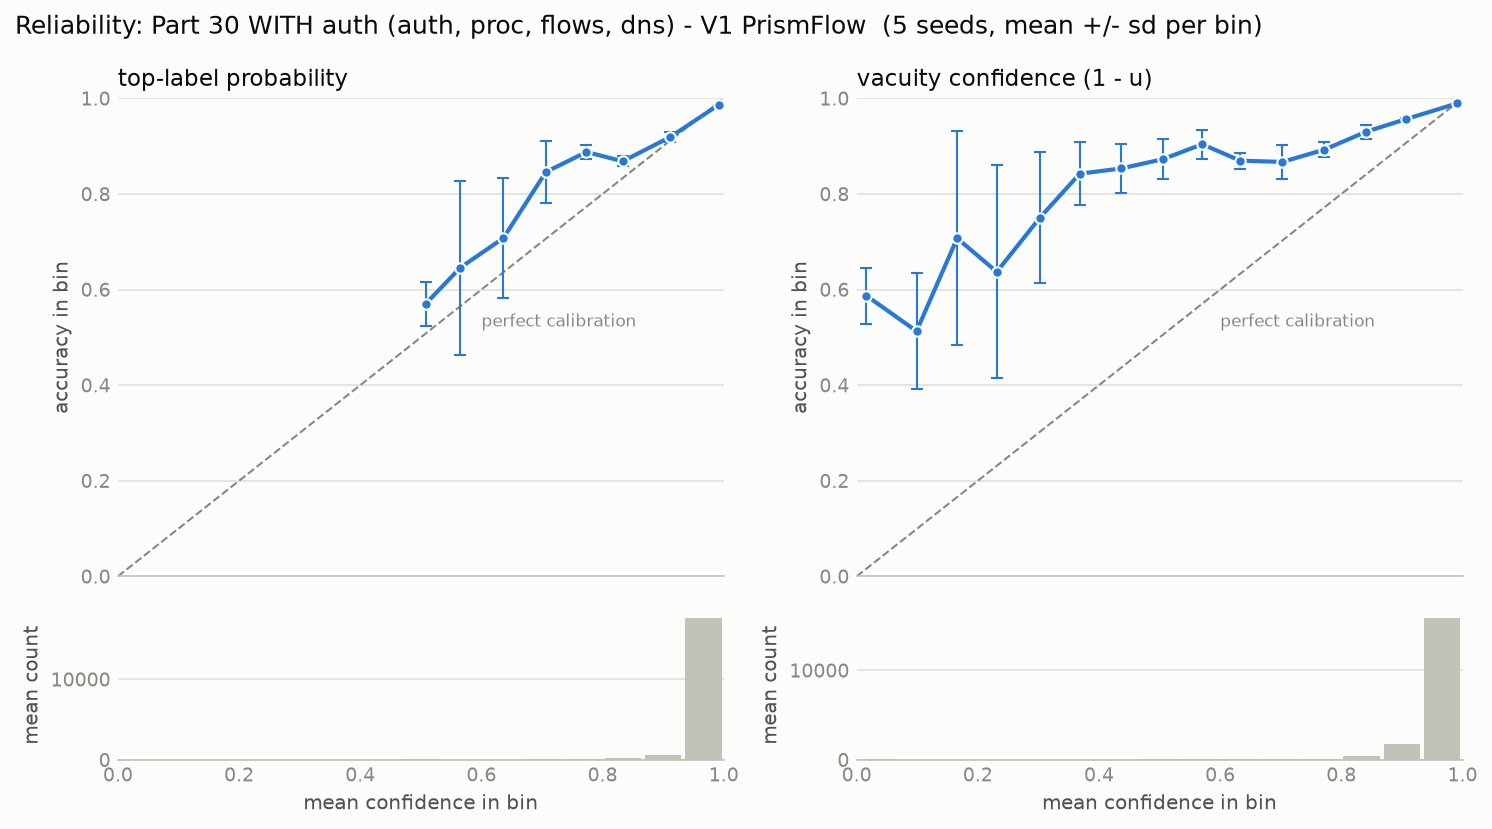 Reliability: Part 30 WITH auth (auth, proc, flows, dns) - V1 PrismFlow  (5 seeds, mean +/- sd per bin)
top-label probability
1.0
0.8
0.6
0.4
0.2
0.0
accuracy in bin
perfect calibration
10000
0
mean count
0.0 0.2 0.4 0.6 0.8 1.0
mean confidence in bin
vacuity confidence (1 - u)
1.0
0.8
0.6
0.4
0.2
0.0
accuracy in bin
perfect calibration
10000
0
mean count
0.0 0.2 0.4 0.6 0.8 1.0
mean confidence in bin